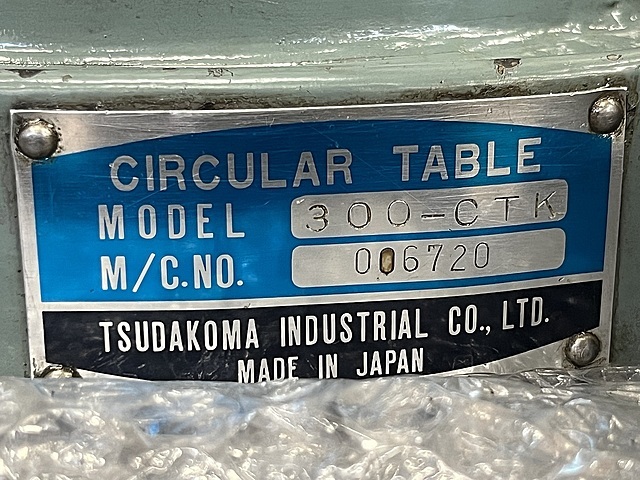 CIRCULAR TABLE
MODEL 300-CTK
M/C.NO. 006720
TSUDAKOMA INDUSTRIAL CO., LTD.
MADE IN JAPAN